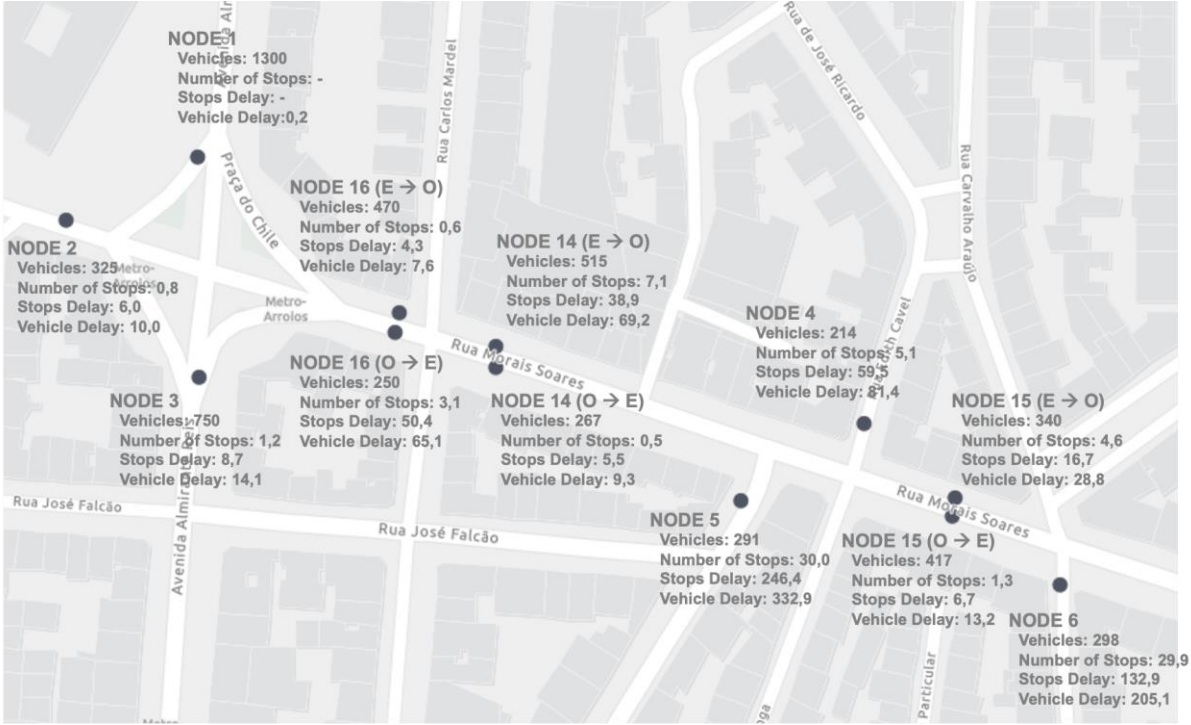 NODE 1
Vehicles: 1300
Number of Stops: -
Stops Delay: -
Vehicle Delay:0,2
Avenida Alr
Rua Carlos Mardel
Rua de José Ricardo
Rua Carvalho Araújo
Praça do Chile
NODE 16 (E → O)
Vehicles: 470
Number of Stops: 0,6
Stops Delay: 4,3
Vehicle Delay: 7,6
NODE 2
Vehicles: 325
Number of Stops: 0,8
Stops Delay: 6,0
Vehicle Delay: 10,0
Metro-
Arroios
Metro-
Arroios
NODE 14 (E → O)
Vehicles: 515
Number of Stops: 7,1
Stops Delay: 38,9
Vehicle Delay: 69,2
NODE 4
Vehicles: 214
Number of Stops: 5,1
Stops Delay: 59,5
Vehicle Delay: 81,4
Edith Cavel
Rua Morais Soares
NODE 16 (O → E)
Vehicles: 250
Number of Stops: 3,1
Stops Delay: 50,4
Vehicle Delay: 65,1
NODE 3
Vehicles: 750
Number of Stops: 1,2
Stops Delay: 8,7
Vehicle Delay: 14,1
NODE 14 (O → E)
Vehicles: 267
Number of Stops: 0,5
Stops Delay: 5,5
Vehicle Delay: 9,3
NODE 15 (E → O)
Vehicles: 340
Number of Stops: 4,6
Stops Delay: 16,7
Vehicle Delay: 28,8
Rua José Falcão
Rua José Falcão
Avenida Almirante Reis
Rua Morais Soares
NODE 5
Vehicles: 291
Number of Stops: 30,0
Stops Delay: 246,4
Vehicle Delay: 332,9
NODE 15 (O → E)
Vehicles: 417
Number of Stops: 1,3
Stops Delay: 6,7
Vehicle Delay: 13,2
NODE 6
Vehicles: 298
Number of Stops: 29,9
Stops Delay: 132,9
Vehicle Delay: 205,1
Particular